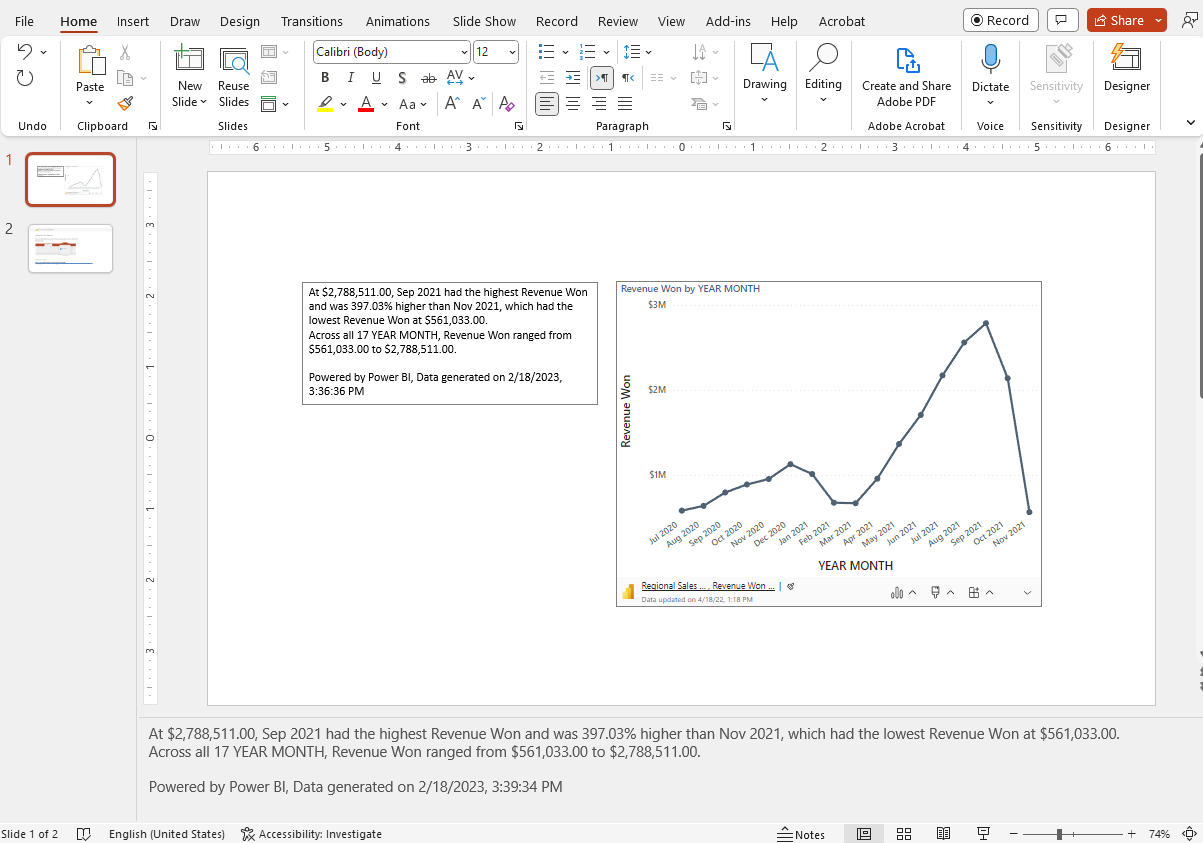 File Home Insert Draw Design Transitions Animations Slide Show Record Review View Add-ins Help Acrobat Record Share
Calibri (Body) 12
B I U S ab AV
A Aa A A A
Paste New Slide Reuse Slides Drawing Editing Create and Share Adobe PDF Dictate Sensitivity Designer
Undo Clipboard Slides Font Paragraph Adobe Acrobat Voice Sensitivity Designer
6 5 4 3 2 1 0 1 2 3 4 5 6
3
2
1
0
1
2
3
1
2
At $2,788,511.00, Sep 2021 had the highest Revenue Won
and was 397.03% higher than Nov 2021, which had the
lowest Revenue Won at $561,033.00.
Across all 17 YEAR MONTH, Revenue Won ranged from
$561,033.00 to $2,788,511.00.
Powered by Power BI, Data generated on 2/18/2023,
3:36:36 PM
Revenue Won by YEAR MONTH
$3M
$2M
$1M
Revenue Won
Jul 2020 Aug 2020 Sep 2020 Oct 2020 Nov 2020 Dec 2020 Jan 2021 Feb 2021 Mar 2021 Apr 2021 May 2021 Jun 2021 Jul 2021 Aug 2021 Sep 2021 Oct 2021 Nov 2021
YEAR MONTH
Regional Sales ... , Revenue Won ... |
Data updated on 4/18/22, 1:18 PM
At $2,788,511.00, Sep 2021 had the highest Revenue Won and was 397.03% higher than Nov 2021, which had the lowest Revenue Won at $561,033.00.
Across all 17 YEAR MONTH, Revenue Won ranged from $561,033.00 to $2,788,511.00.
Powered by Power BI, Data generated on 2/18/2023, 3:39:34 PM
Slide 1 of 2 English (United States) Accessibility: Investigate Notes 74%